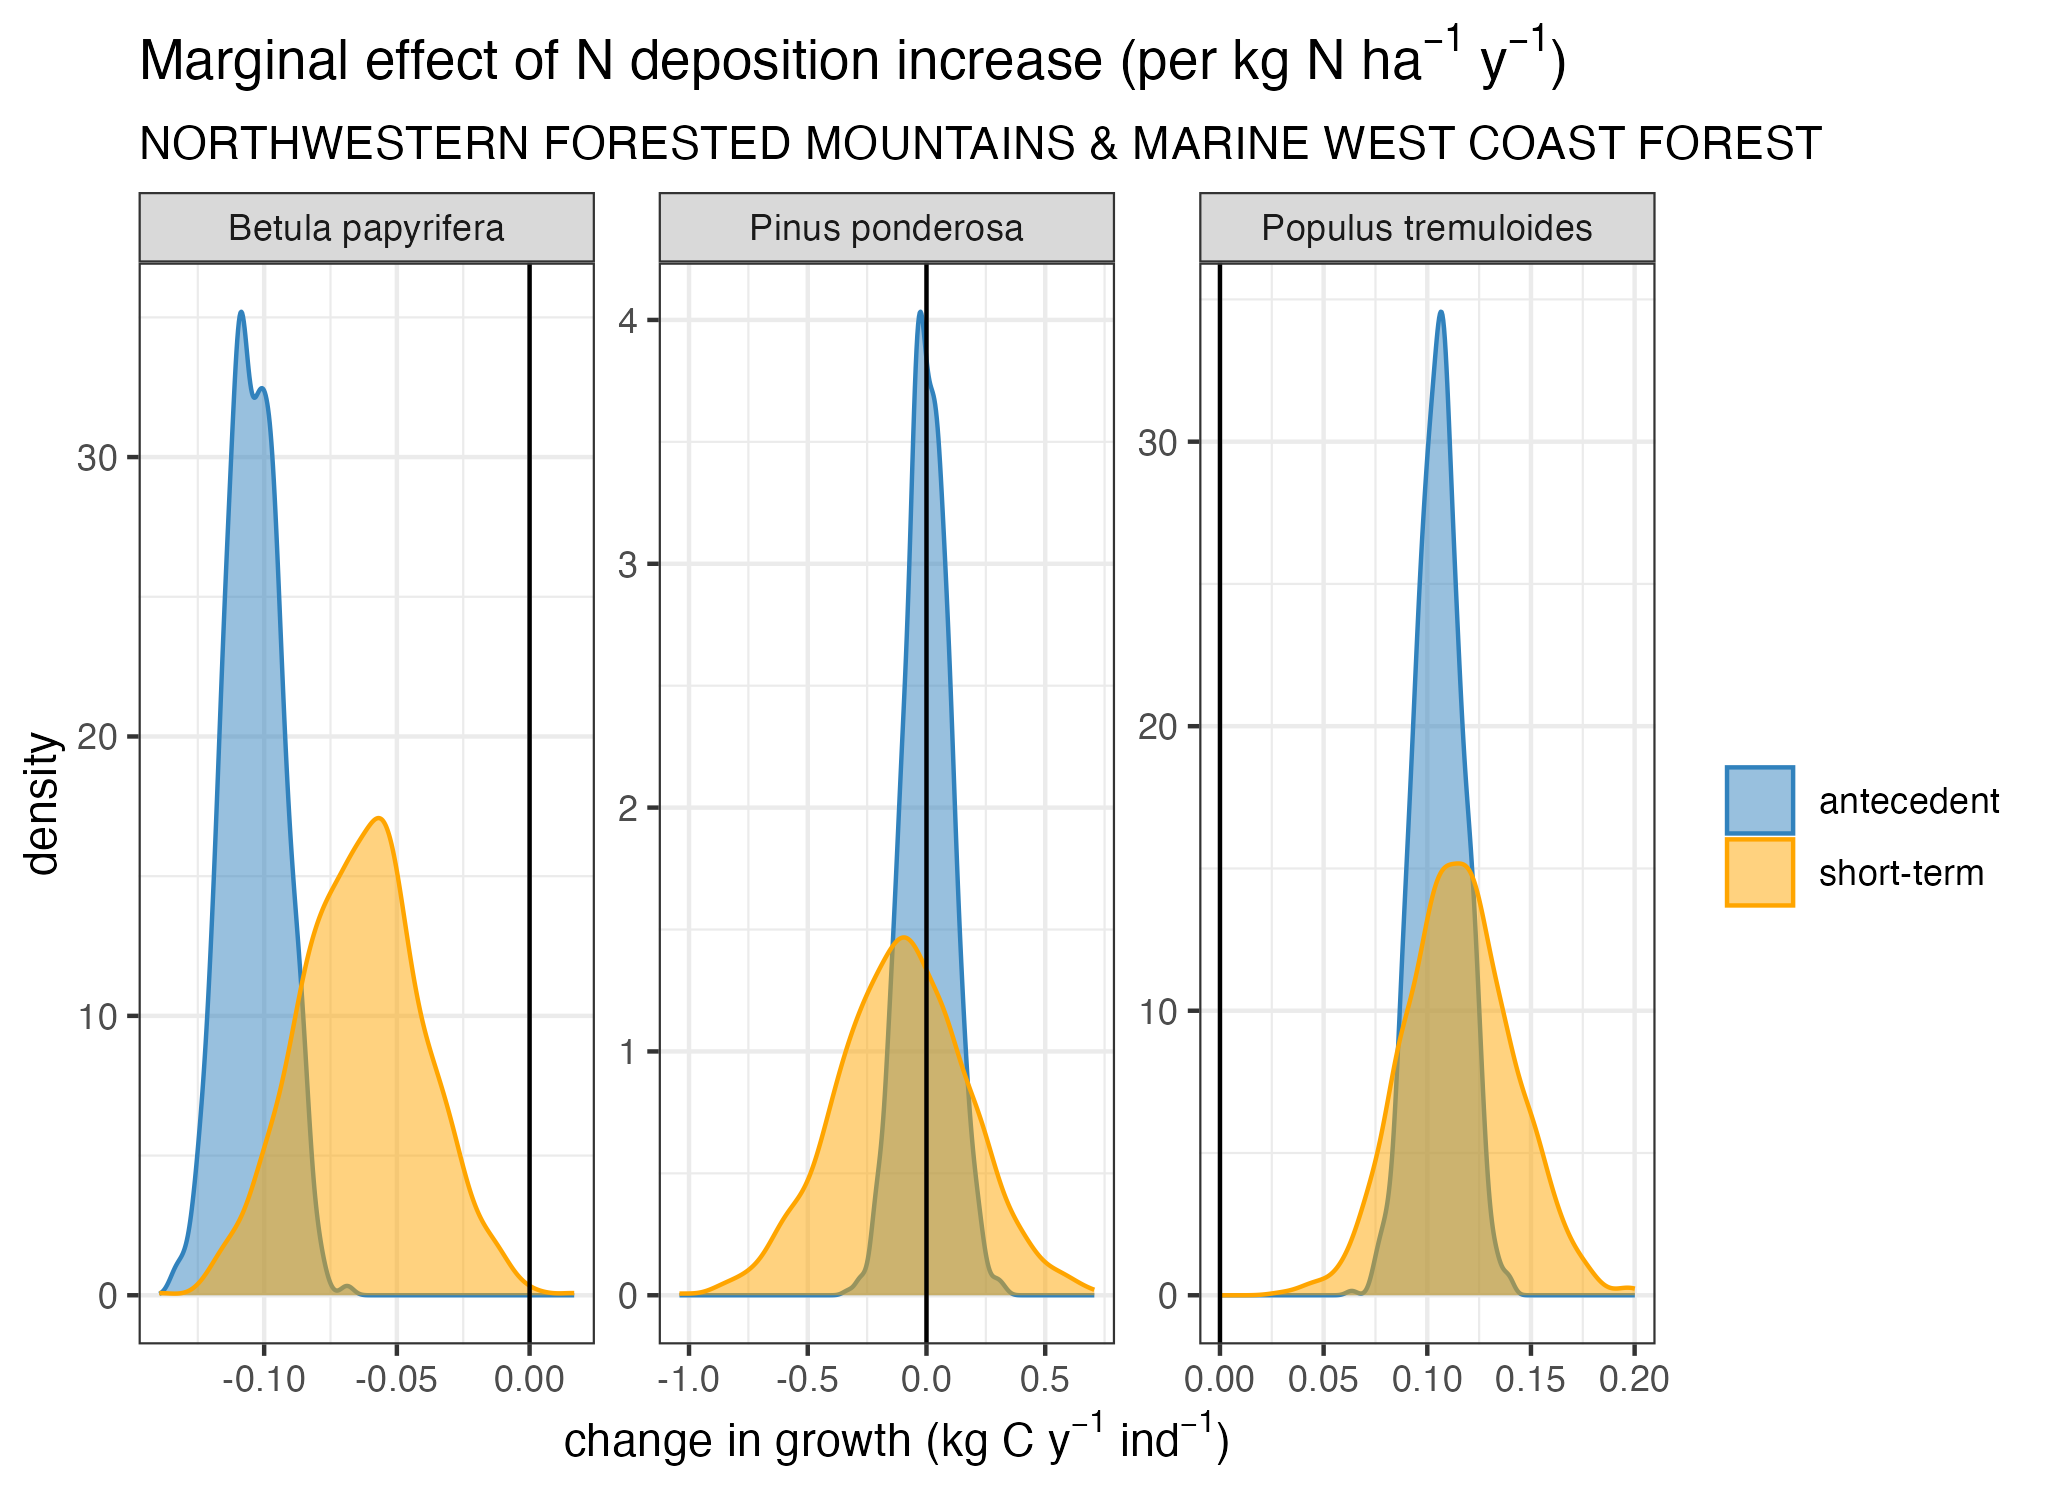 Marginal effect of N deposition increase (per kg N ha⁻¹ y⁻¹)
NORTHWESTERN FORESTED MOUNTAINS & MARINE WEST COAST FOREST
Betula papyrifera
Pinus ponderosa
Populus tremuloides
density
30
20
10
0
4
3
2
1
0
30
20
10
0
-0.10 -0.05 0.00
-1.0 -0.5 0.0 0.5
0.00 0.05 0.10 0.15 0.20
change in growth (kg C y⁻¹ ind⁻¹)
antecedent
short-term